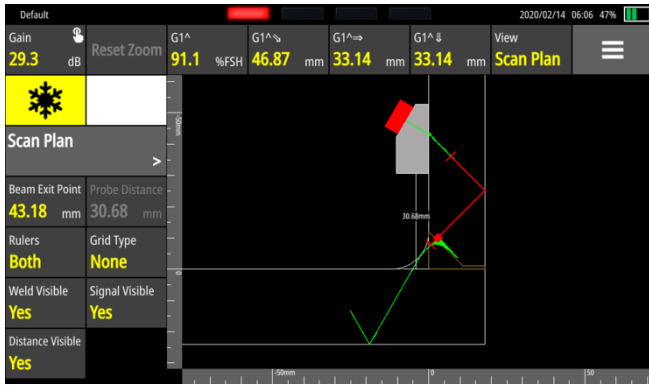 Default
2020/02/14 06:06 47%
Gain
29.3 dB
Reset Zoom
G1^
91.1 %FSH
G1^⇘
46.87 mm
G1^⇒
33.14 mm
G1^⇓
33.14 mm
View
Scan Plan
Scan Plan
>
Beam Exit Point
43.18 mm
Probe Distance
30.68 mm
Rulers
Both
Grid Type
None
Weld Visible
Yes
Signal Visible
Yes
Distance Visible
Yes
-50mm
30.68mm
0
-50mm
0
50